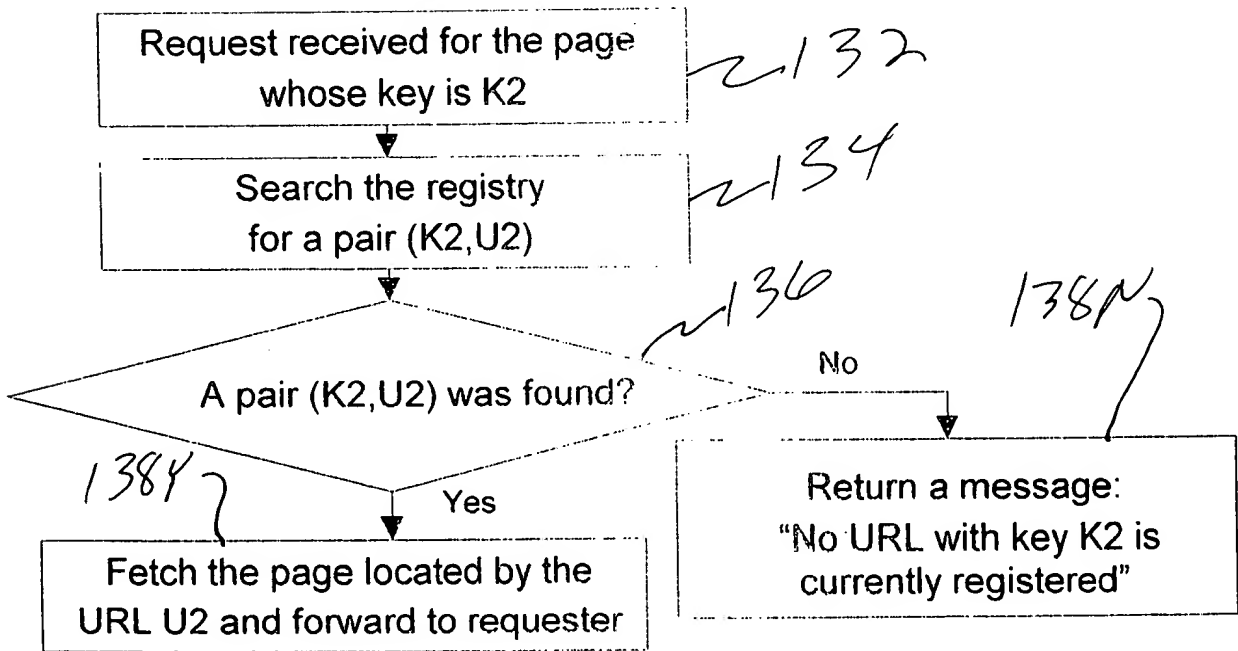 Request received for the page
whose key is K2
132
Search the registry
for a pair (K2,U2)
134
136
138N
A pair (K2,U2) was found?
No
138Y
Yes
Fetch the page located by the
URL U2 and forward to requester
Return a message:
“No URL with key K2 is
currently registered”